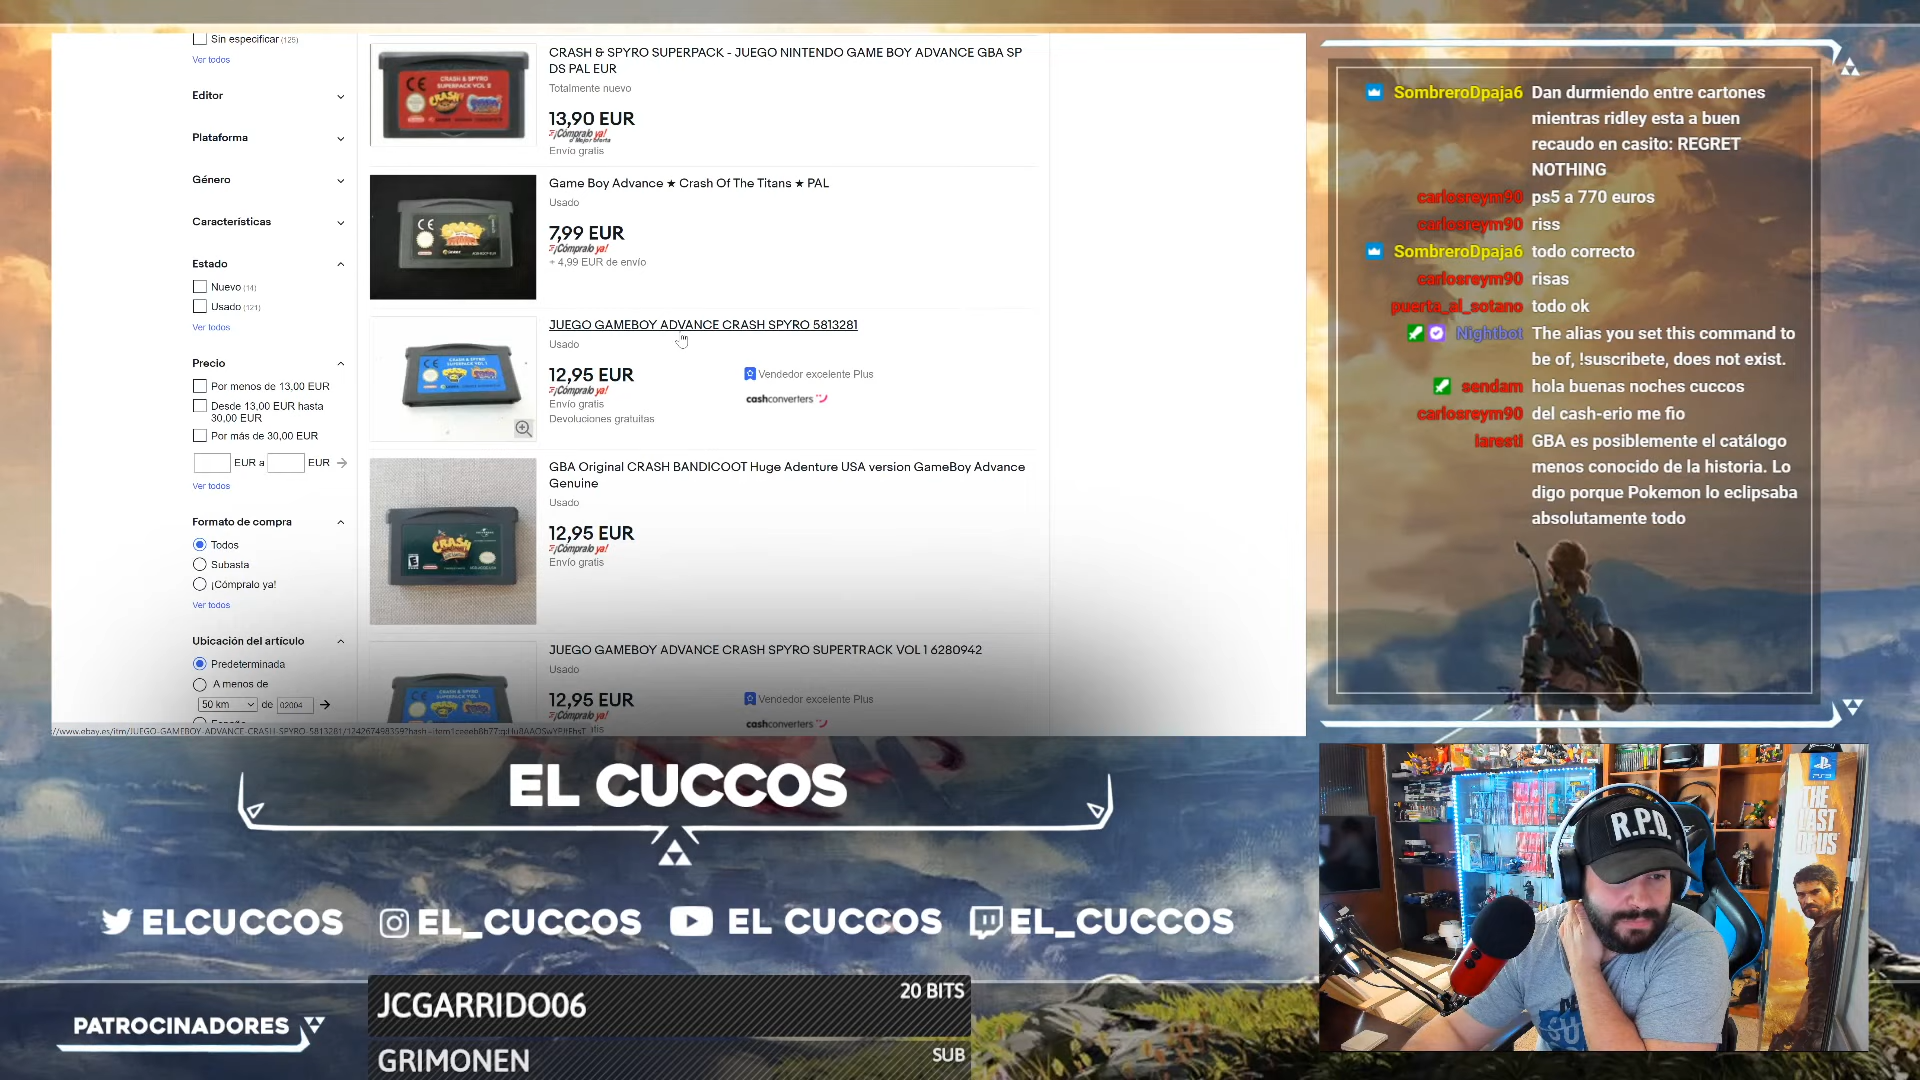 Sin especificar (125)
Ver todos
Editor
Plataforma
Género
Características
Estado
Nuevo (14)
Usado (121)
Ver todos
Precio
Por menos de 13,00 EUR
Desde 13,00 EUR hasta
30,00 EUR
Por más de 30,00 EUR
EUR a EUR
Ver todos
Formato de compra
Todos
Subasta
¡Cómpralo ya!
Ver todos
Ubicación del artículo
Predeterminada
A menos de
50 km de 02004
CRASH & SPYRO SUPERPACK - JUEGO NINTENDO GAME BOY ADVANCE GBA SP
DS PAL EUR
Totalmente nuevo
13,90 EUR
¡Cómpralo ya!
o Mejor oferta
Envío gratis
Game Boy Advance ★ Crash Of The Titans ★ PAL
Usado
7,99 EUR
¡Cómpralo ya!
+ 4,99 EUR de envío
JUEGO GAMEBOY ADVANCE CRASH SPYRO 5813281
Usado
12,95 EUR
¡Cómpralo ya!
Envío gratis
Devoluciones gratuitas
Vendedor excelente Plus
cashconverters
GBA Original CRASH BANDICOOT Huge Adenture USA version GameBoy Advance
Genuine
Usado
12,95 EUR
¡Cómpralo ya!
Envío gratis
JUEGO GAMEBOY ADVANCE CRASH SPYRO SUPERTRACK VOL 1 6280942
Usado
12,95 EUR
¡Cómpralo ya!
Vendedor excelente Plus
cashconverters
SombreroDpaja6 Dan durmiendo entre cartones
mientras ridley esta a buen
recaudo en casito: REGRET
NOTHING
carlosreym90 ps5 a 770 euros
carlosreym90 riss
SombreroDpaja6 todo correcto
carlosreym90 risas
puerta_al_sotano todo ok
Nightbot The alias you set this command to
be of, !suscribete, does not exist.
sendam hola buenas noches cuccos
carlosreym90 del cash-erio me fio
laresti GBA es posiblemente el catálogo
menos conocido de la historia. Lo
digo porque Pokemon lo eclipsaba
absolutamente todo
EL CUCCOS
ELCUCCOS EL_CUCCOS EL CUCCOS EL_CUCCOS
PATROCINADORES
JCGARRIDO06 20 BITS
GRIMONEN SUB
R.P.D.
PS3
THE
LAST
OF US